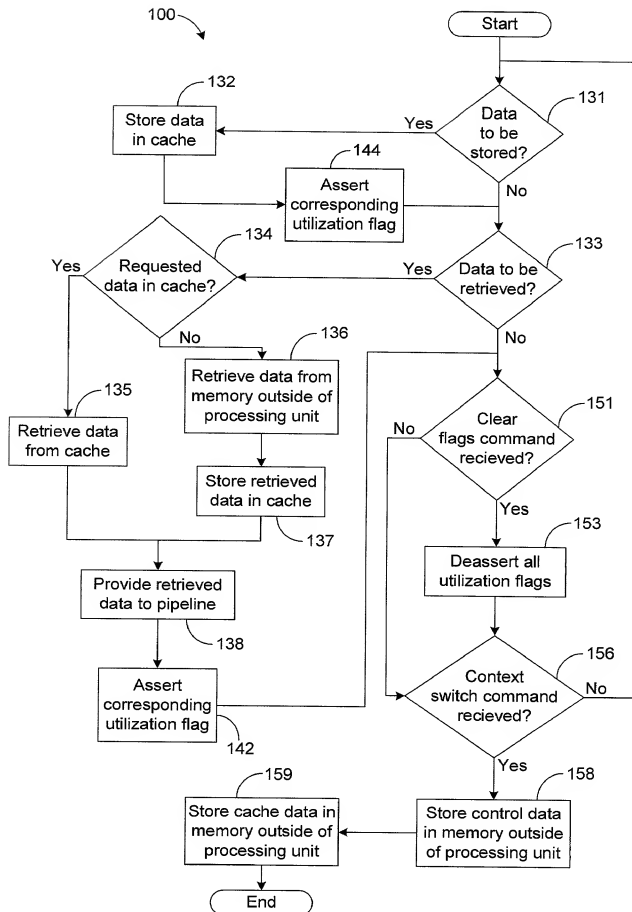 100
Start
132
131
Store data
in cache
Yes
Data
to be
stored?
144
Assert
corresponding
utilization flag
No
134
133
Yes
Requested
data in cache?
Yes
Data to be
retrieved?
No
136
No
135
Retrieve data from
memory outside of
processing unit
151
Retrieve data
from cache
No
Clear
flags command
recieved?
Store retrieved
data in cache
137
Yes
153
Provide retrieved
data to pipeline
138
Deassert all
utilization flags
156
Assert
corresponding
utilization flag
142
Context
switch command
recieved?
No
Yes
159
158
Store cache data in
memory outside of
processing unit
Store control data
in memory outside
of processing unit
End